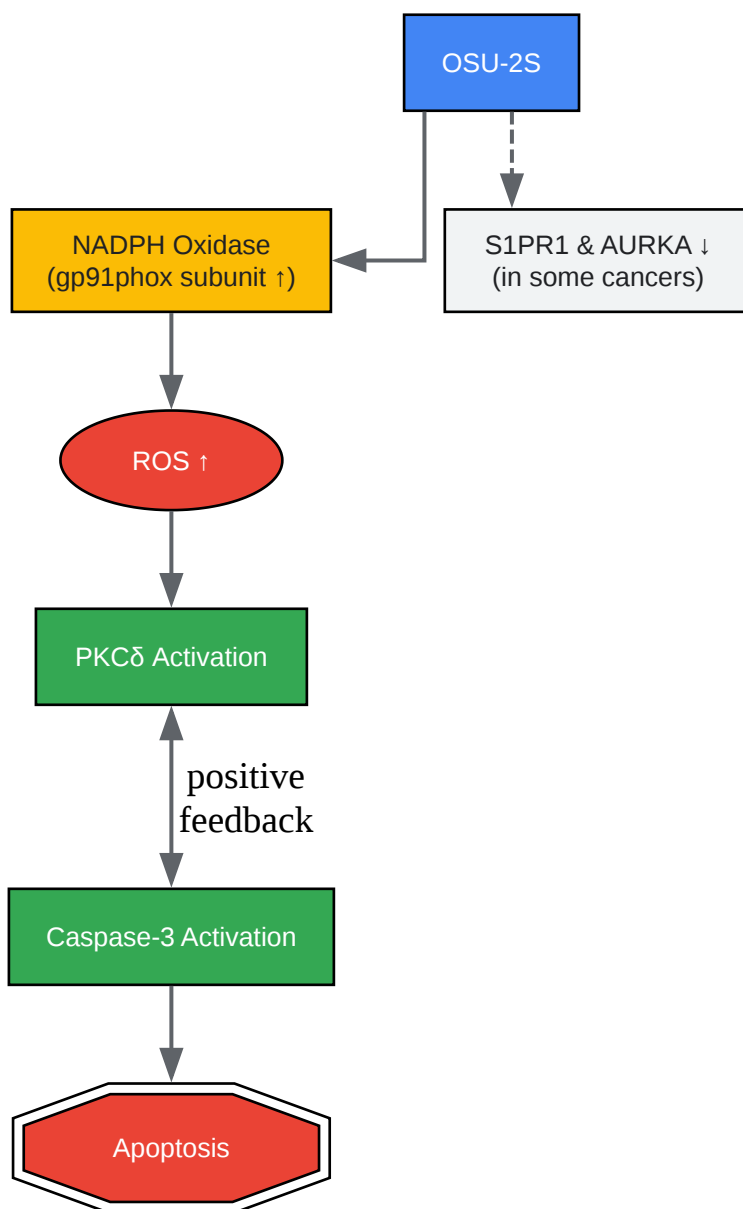 OSU-2S
NADPH Oxidase
(gp91phox subunit ↑)
S1PR1 & AURKA ↓
(in some cancers)
ROS ↑
PKCδ Activation
positive
feedback
Caspase-3 Activation
Apoptosis